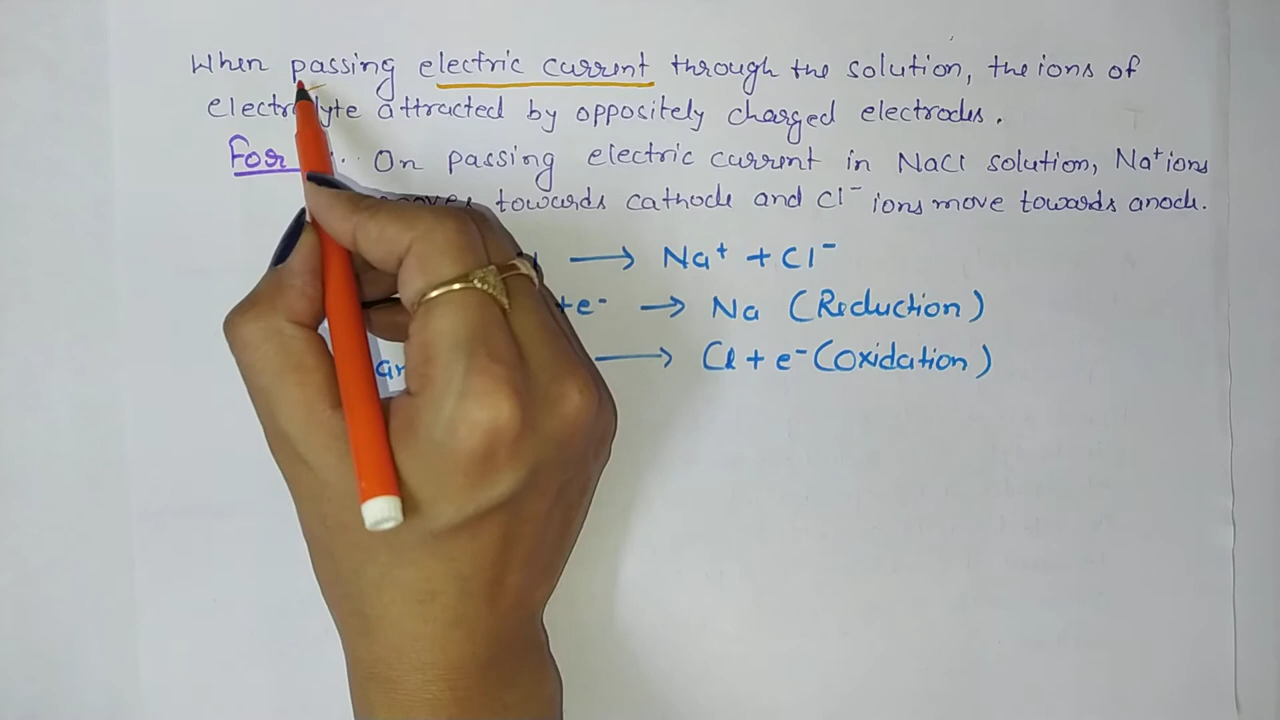 When passing electric current through the solution, the ions of
electrolyte attracted by oppositely charged electrodes.
For On passing electric current in NaCl solution, Na⁺ ions
moves towards cathode and Cl⁻ ions move towards anode.
⟶ Na⁺ + Cl⁻
+e⁻ → Na (Reduction)
⟶ Cl + e⁻ (oxidation)